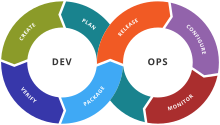 CREATE
PLAN
RELEASE
CONFIGURE
DEV
OPS
VERIFY
PACKAGE
MONITOR